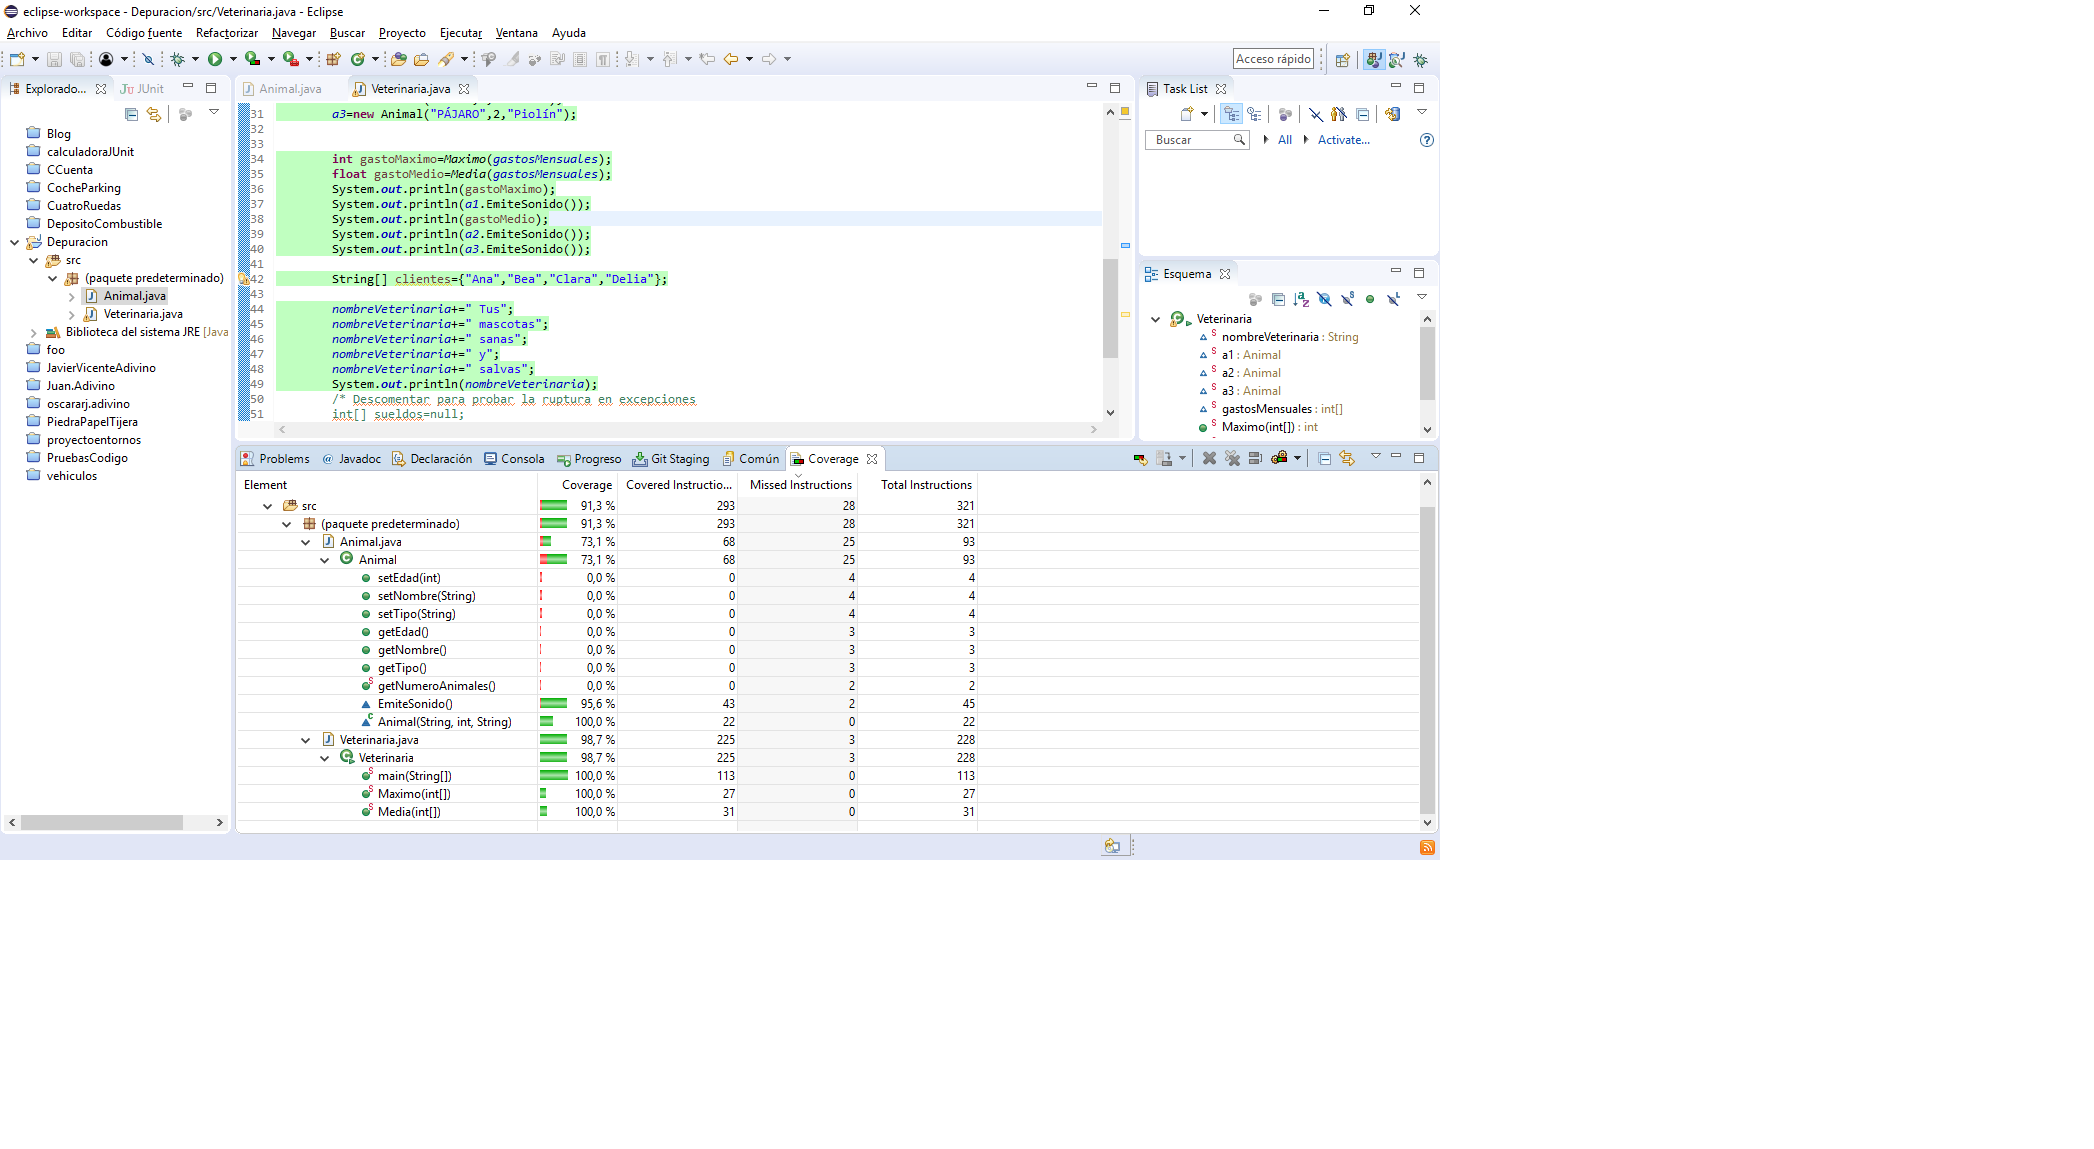 eclipse-workspace - Depuracion/src/Veterinaria.java - Eclipse
Archivo Editar Código fuente Refactorizar Navegar Buscar Proyecto Ejecutar Ventana Ayuda
Acceso rápido
Explorado...
JUnit
Blog
calculadoraJUnit
CCuenta
CocheParking
CuatroRuedas
DepositoCombustible
Depuracion
src
(paquete predeterminado)
Animal.java
Veterinaria.java
Biblioteca del sistema JRE [Java
foo
JavierVicenteAdivino
Juan.Adivino
oscararj.adivino
PiedraPapelTijera
proyectoentornos
PruebasCodigo
vehiculos
Animal.java
Veterinaria.java
31 a3=new Animal("PÁJARO",2,"Piolín");
32
33
34 int gastoMaximo=Maximo(gastosMensuales);
35 float gastoMedio=Media(gastosMensuales);
36 System.out.println(gastoMaximo);
37 System.out.println(a1.EmiteSonido());
38 System.out.println(gastoMedio);
39 System.out.println(a2.EmiteSonido());
40 System.out.println(a3.EmiteSonido());
41
42 String[] clientes={"Ana","Bea","Clara","Delia"};
43
44 nombreVeterinaria+=" Tus";
45 nombreVeterinaria+=" mascotas";
46 nombreVeterinaria+=" sanas";
47 nombreVeterinaria+=" y";
48 nombreVeterinaria+=" salvas";
49 System.out.println(nombreVeterinaria);
50 /* Descomentar para probar la ruptura en excepciones
51 int[] sueldos=null;
Task List
Buscar All Activate...
Esquema
Veterinaria
nombreVeterinaria : String
a1 : Animal
a2 : Animal
a3 : Animal
gastosMensuales : int[]
Maximo(int[]) : int
Problems @ Javadoc Declaración Consola Progreso Git Staging Común Coverage
Element Coverage Covered Instructio... Missed Instructions Total Instructions
src 91,3 % 293 28 321
(paquete predeterminado) 91,3 % 293 28 321
Animal.java 73,1 % 68 25 93
Animal 73,1 % 68 25 93
setEdad(int) 0,0 % 0 4 4
setNombre(String) 0,0 % 0 4 4
setTipo(String) 0,0 % 0 4 4
getEdad() 0,0 % 0 3 3
getNombre() 0,0 % 0 3 3
getTipo() 0,0 % 0 3 3
getNumeroAnimales() 0,0 % 0 2 2
EmiteSonido() 95,6 % 43 2 45
Animal(String, int, String) 100,0 % 22 0 22
Veterinaria.java 98,7 % 225 3 228
Veterinaria 98,7 % 225 3 228
main(String[]) 100,0 % 113 0 113
Maximo(int[]) 100,0 % 27 0 27
Media(int[]) 100,0 % 31 0 31